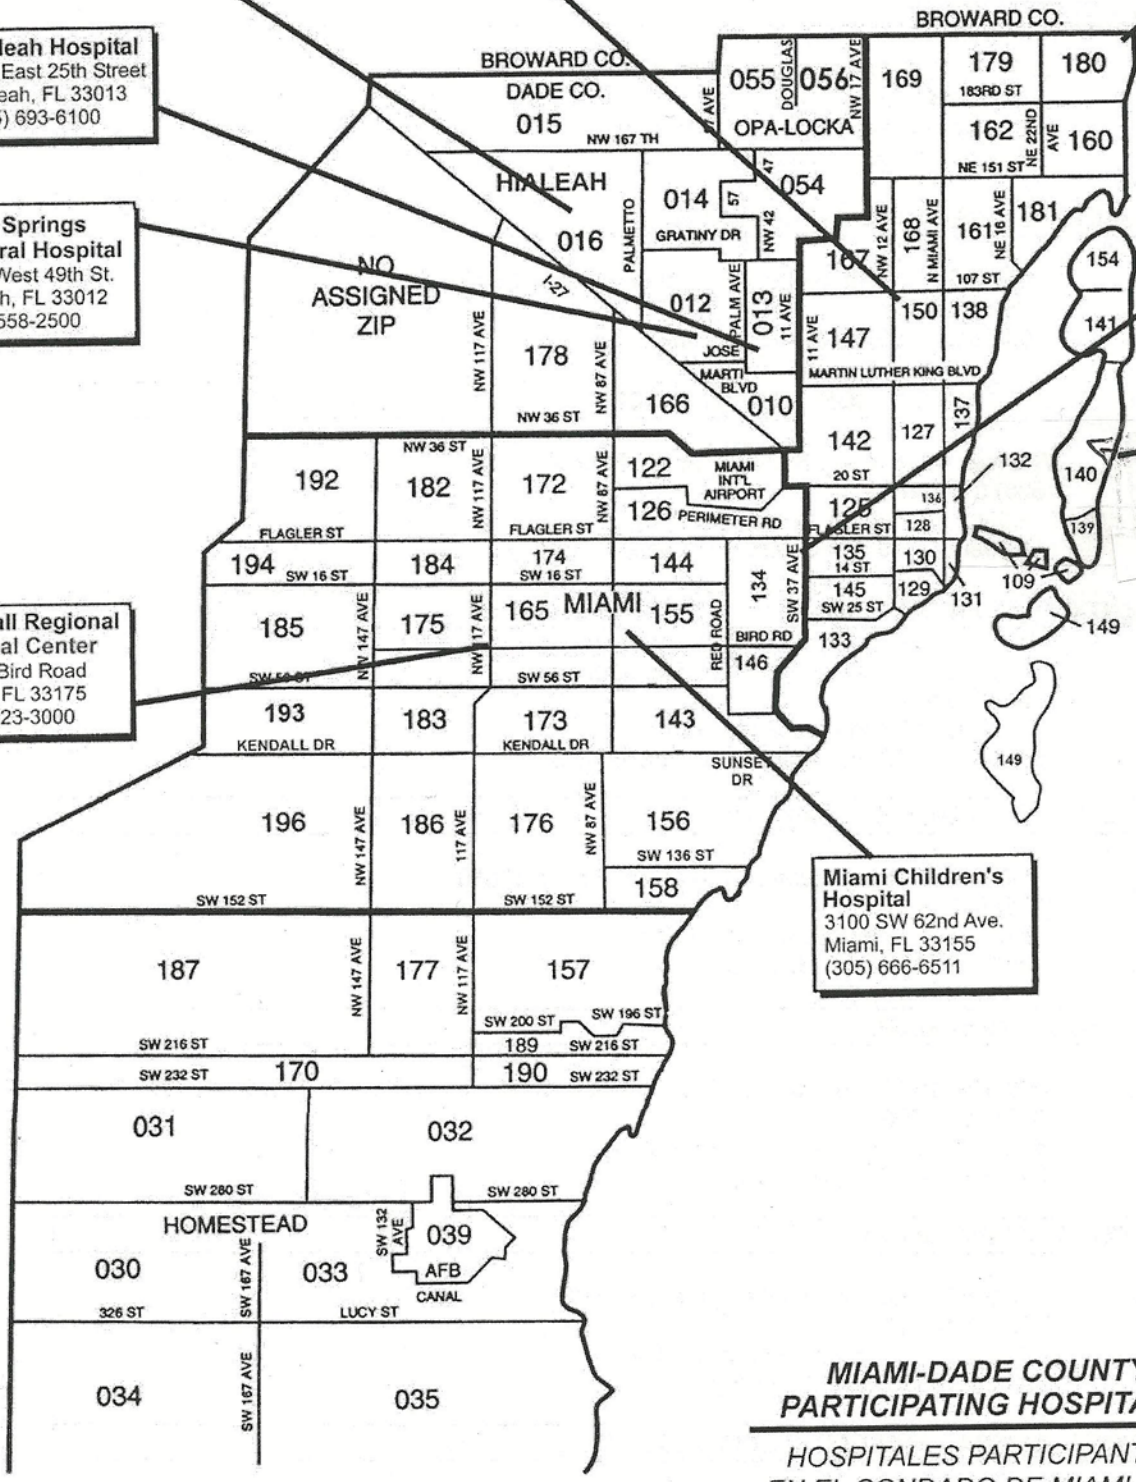 leah Hospital
East 25th Street
eah, FL 33013
) 693-6100
Springs
ral Hospital
West 49th St.
h, FL 33012
558-2500
all Regional
al Center
Bird Road
FL 33175
23-3000
Miami Children's
Hospital
3100 SW 62nd Ave.
Miami, FL 33155
(305) 666-6511
BROWARD CO.
BROWARD CO.
DADE CO.
015
NW 167 TH
AVE
055
DOUGLAS
056
NW 17 AVE
OPA-LOCKA
169
179
183RD ST
180
162
NE 22ND
AVE
160
NE 151 ST
HIALEAH
016
PALMETTO
014
57
47
054
NW 42
GRATINY DR
167
NW 12 AVE
168
N MIAMI AVE
161
NE 16 AVE
181
107 ST
154
141
NO
ASSIGNED
ZIP
I-27
012
PALM AVE
013
11 AVE
150
138
11 AVE
147
MARTIN LUTHER KING BLVD
NW 117 AVE
178
NW 87 AVE
JOSE
MARTI
BLVD
166
010
NW 36 ST
142
127
137
20 ST
132
140
139
NW 36 ST
192
182
NW 117 AVE
172
NW 87 AVE
122
MIAMI
INT'L
AIRPORT
126
PERIMETER RD
125
136
128
FLAGLER ST
FLAGLER ST
FLAGLER ST
194
SW 16 ST
184
174
SW 16 ST
144
134
SW 37 AVE
135
14 ST
130
145
129
SW 25 ST
131
109
149
149
185
NW 147 AVE
175
NW 117 AVE
165
MIAMI
155
RED ROAD
BIRD RD
146
133
SW 56 ST
SW 56 ST
193
183
173
143
KENDALL DR
KENDALL DR
SUNSET
DR
196
NW 147 AVE
186
117 AVE
176
NW 87 AVE
156
SW 136 ST
158
SW 152 ST
SW 152 ST
187
NW 147 AVE
177
NW 117 AVE
157
SW 200 ST
SW 196 ST
SW 216 ST
189
SW 216 ST
SW 232 ST
170
190
SW 232 ST
031
032
SW 280 ST
SW 280 ST
HOMESTEAD
SW 132
AVE
039
AFB
CANAL
030
SW 167 AVE
033
326 ST
LUCY ST
034
SW 167 AVE
035
MIAMI-DADE COUNTY
PARTICIPATING HOSPITA
HOSPITALES PARTICIPANT
EN EL CONDADO DE MIAMI